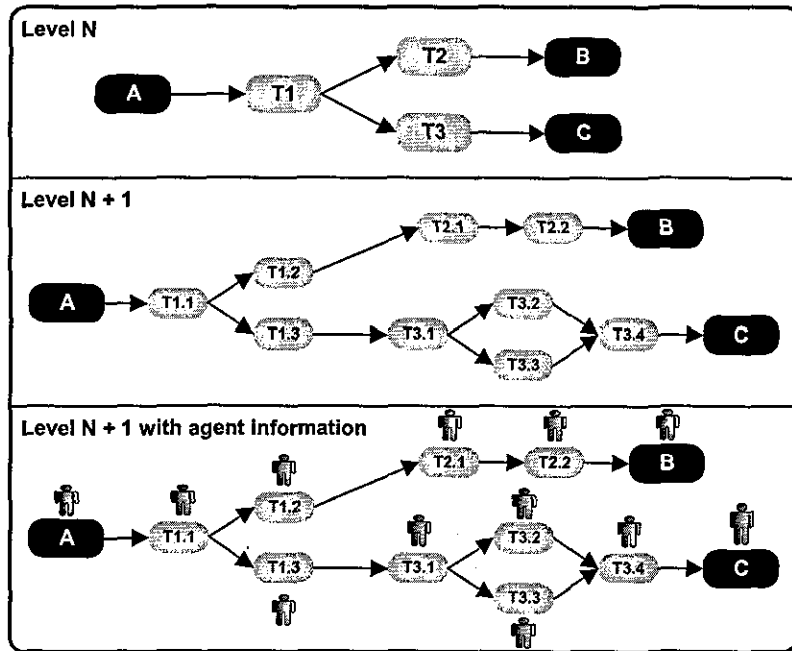 Level N
T2
B
A
T1
T3
C
Level N + 1
T2.1
T2.2
B
T1.2
A
T1.1
T3.2
T1.3
T3.1
T3.4
C
T3.3
Level N + 1 with agent information
T2.1
T2.2
B
T1.2
A
T1.1
T3.2
T1.3
T3.1
T3.4
C
T3.3